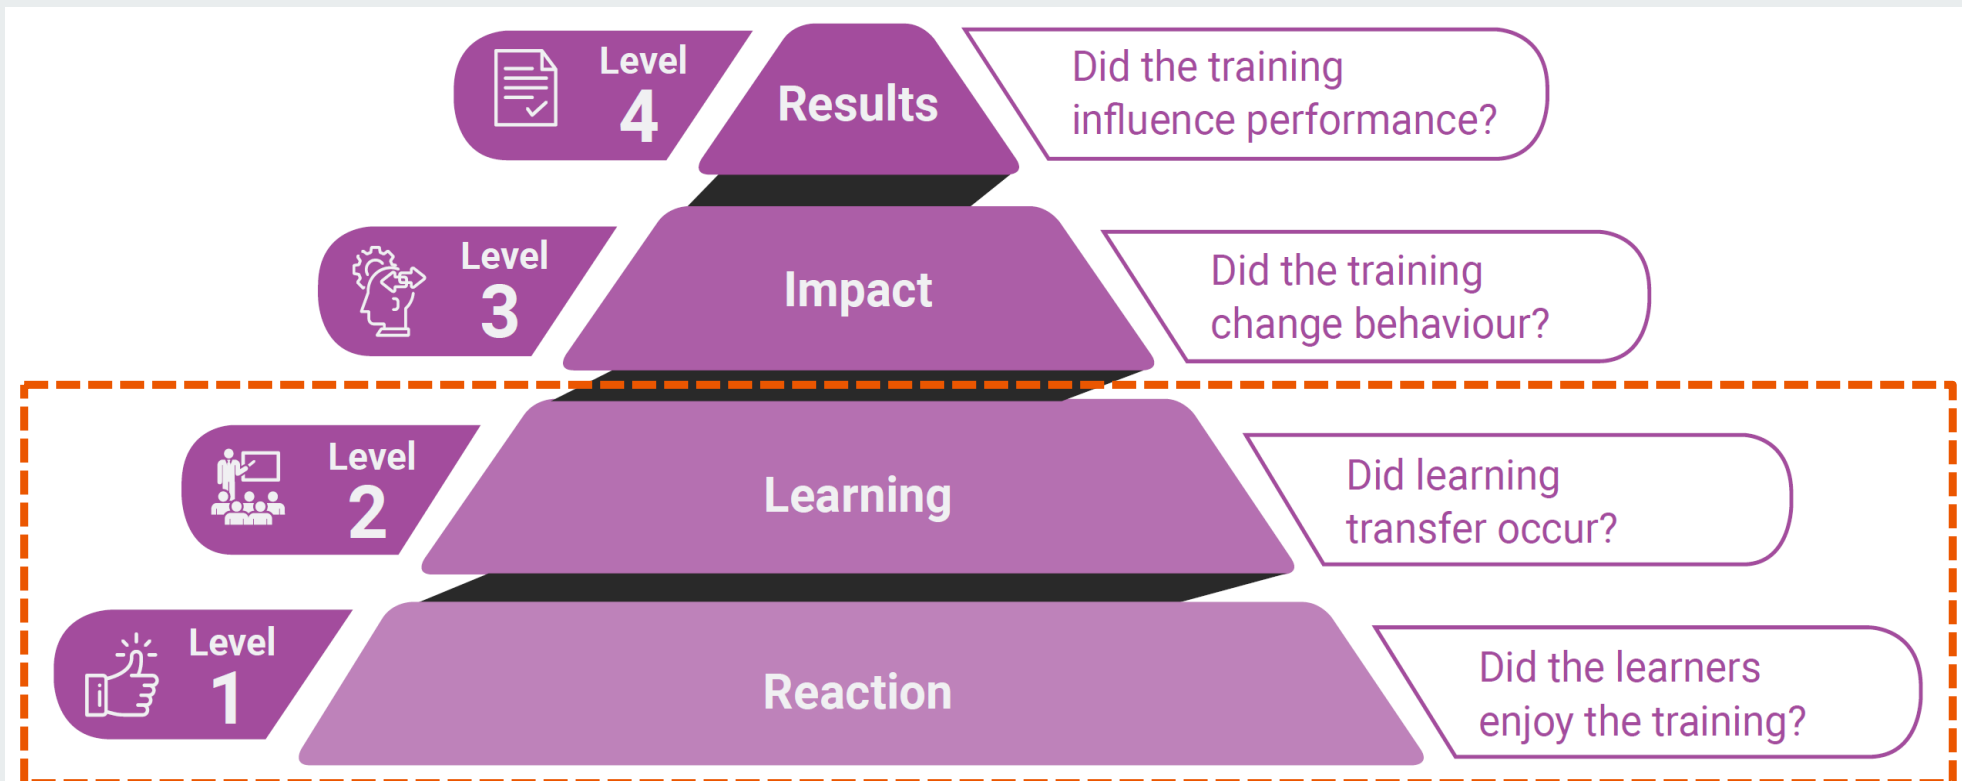 Level
4
Results
Did the training
influence performance?
Level
3
Impact
Did the training
change behaviour?
Level
2
Learning
Did learning
transfer occur?
Level
1
Reaction
Did the learners
enjoy the training?